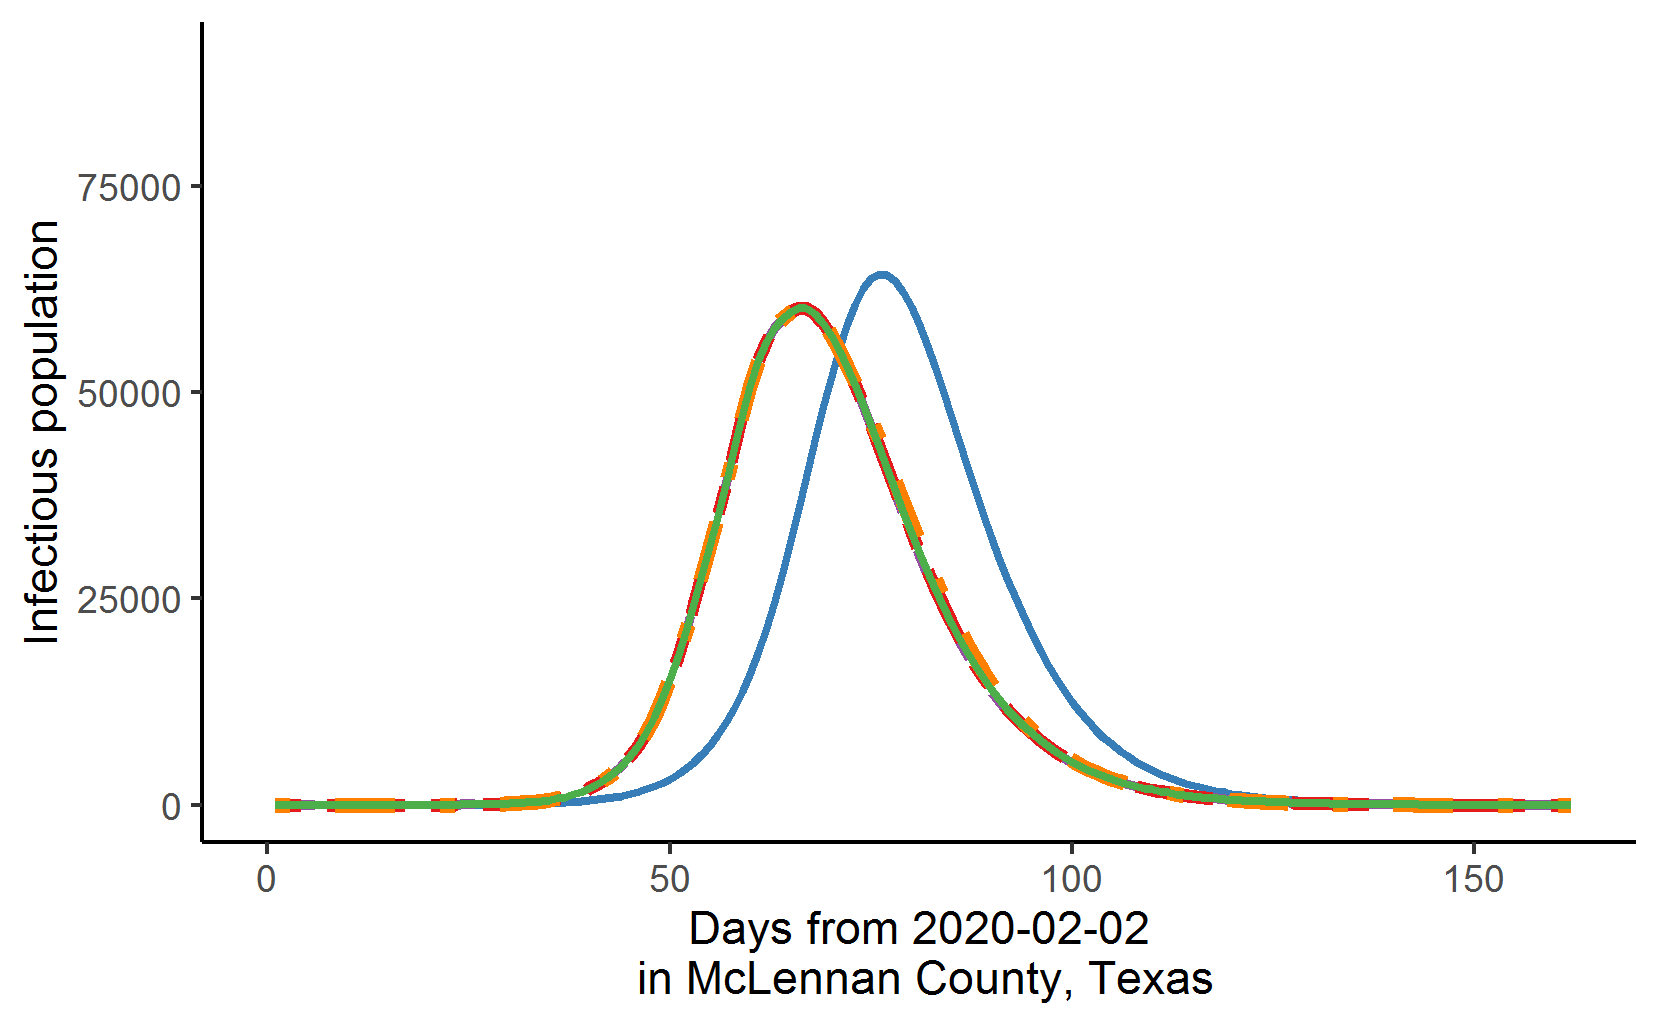 Infectious population
75000
50000
25000
0
0 50 100 150
Days from 2020-02-02
in McLennan County, Texas